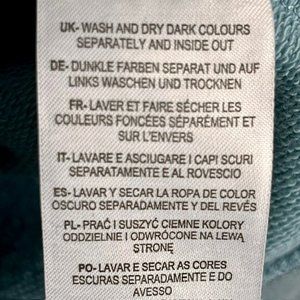 UK- WASH AND DRY DARK COLOURS
SEPARATELY AND INSIDE OUT
DE- DUNKLE FARBEN SEPARAT UND AUF
LINKS WASCHEN UND TROCKNEN
FR- LAVER ET FAIRE SÉCHER LES
COULEURS FONCÉES SÉPARÉMENT ET
SUR L'ENVERS
IT- LAVARE E ASCIUGARE I CAPI SCURI
SEPARATAMENTE E AL ROVESCIO
ES- LAVAR Y SECAR LA ROPA DE COLOR
OSCURO SEPARADAMENTE Y DEL REVÉS
PL- PRAĆ I SUSZYĆ CIEMNE KOLORY
ODDZIELNIE I ODWRÓCONE NA LEWĄ
STRONĘ
PO- LAVAR E SECAR AS CORES
ESCURAS SEPARADAMENTE E DO
AVESSO